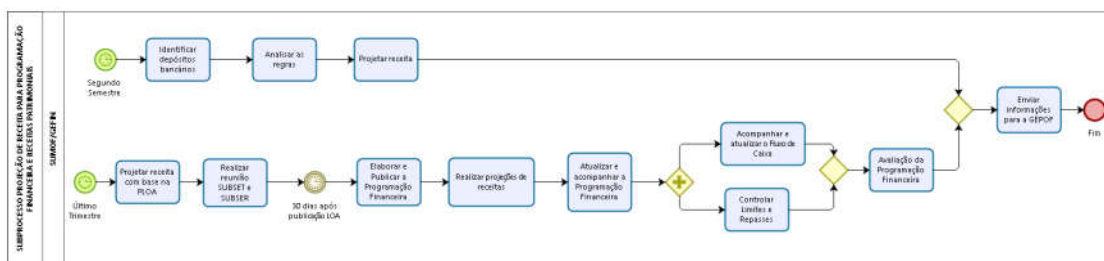 SUBPROCESSO PROJEÇÃO DE RECEITA PARA PROGRAMAÇÃO
FINANCEIRA E RECEITAS PATRIMONIAIS
SUMOF/GEFIN
Segundo
Semestre
Identificar
depósitos
bancários
Analisar as
regras
Projetar receita
Último
Trimestre
Projetar receita
com base na
PLOA
Realizar
reunião
SUBSET e
SUBSER
30 dias após
publicação LOA
Elaborar e
Publicar a
Programação
Financeira
Realizar projeções
de receitas
Atualizar e
acompanhar a
Programação
Financeira
Acompanhar e
atualizar o Fluxo de
Caixa
Controlar
Limites e
Repasses
Avaliação da
Programação
Financeira
Enviar
informações
para a GEPOF
Fim